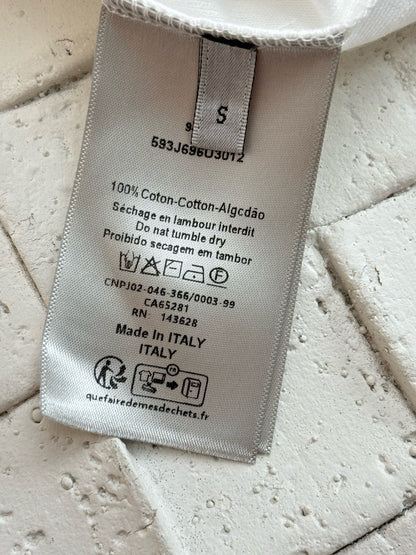 S
593J696U3012
100% Coton-Cotton-Algcdão
Séchage en lambour interdit
Do nat tumble dry
Proibido secagem em tambor
CNPJ02-046-366/0003-99
CA65281
RN: 143628
Made In ITALY
ITALY
FR
quefairedemesdechets.fr